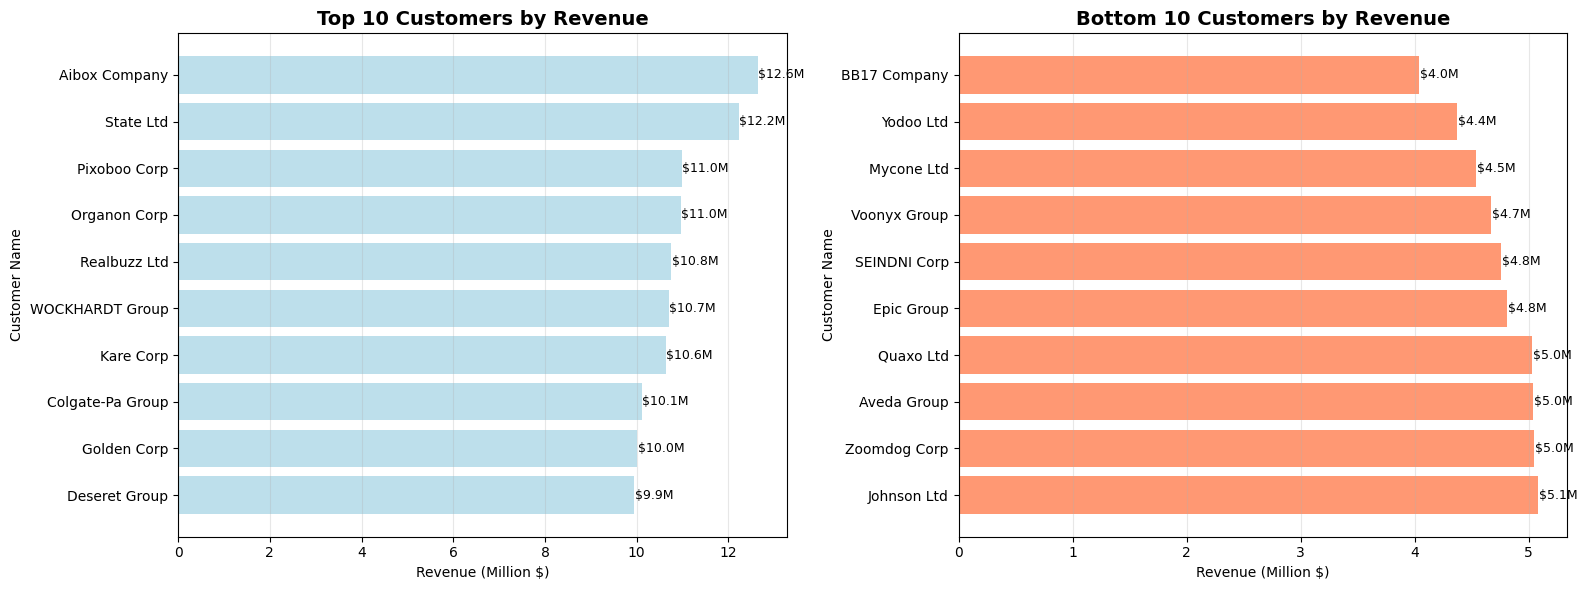 Top 10 Customers by Revenue
Customer Name
Aibox Company $12.6M
State Ltd $12.2M
Pixoboo Corp $11.0M
Organon Corp $11.0M
Realbuzz Ltd $10.8M
WOCKHARDT Group $10.7M
Kare Corp $10.6M
Colgate-Pa Group $10.1M
Golden Corp $10.0M
Deseret Group $9.9M
0 2 4 6 8 10 12
Revenue (Million $)
Bottom 10 Customers by Revenue
Customer Name
BB17 Company $4.0M
Yodoo Ltd $4.4M
Mycone Ltd $4.5M
Voonyx Group $4.7M
SEINDNI Corp $4.8M
Epic Group $4.8M
Quaxo Ltd $5.0M
Aveda Group $5.0M
Zoomdog Corp $5.0M
Johnson Ltd $5.1M
0 1 2 3 4 5
Revenue (Million $)